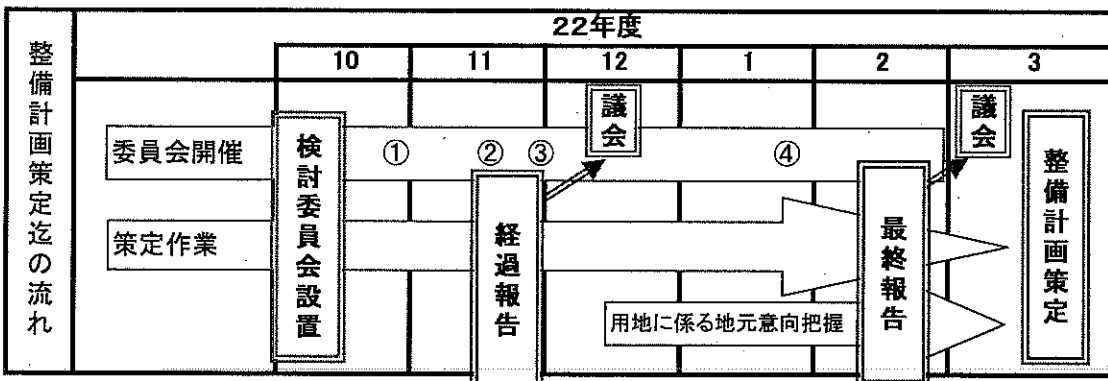 整備計画策定迄の流れ
22年度
10 11 12 1 2 3
委員会開催
検討委員会設置
① ② ③ ④
議会
議会
策定作業
経過報告
最終報告
整備計画策定
用地に係る地元意向把握